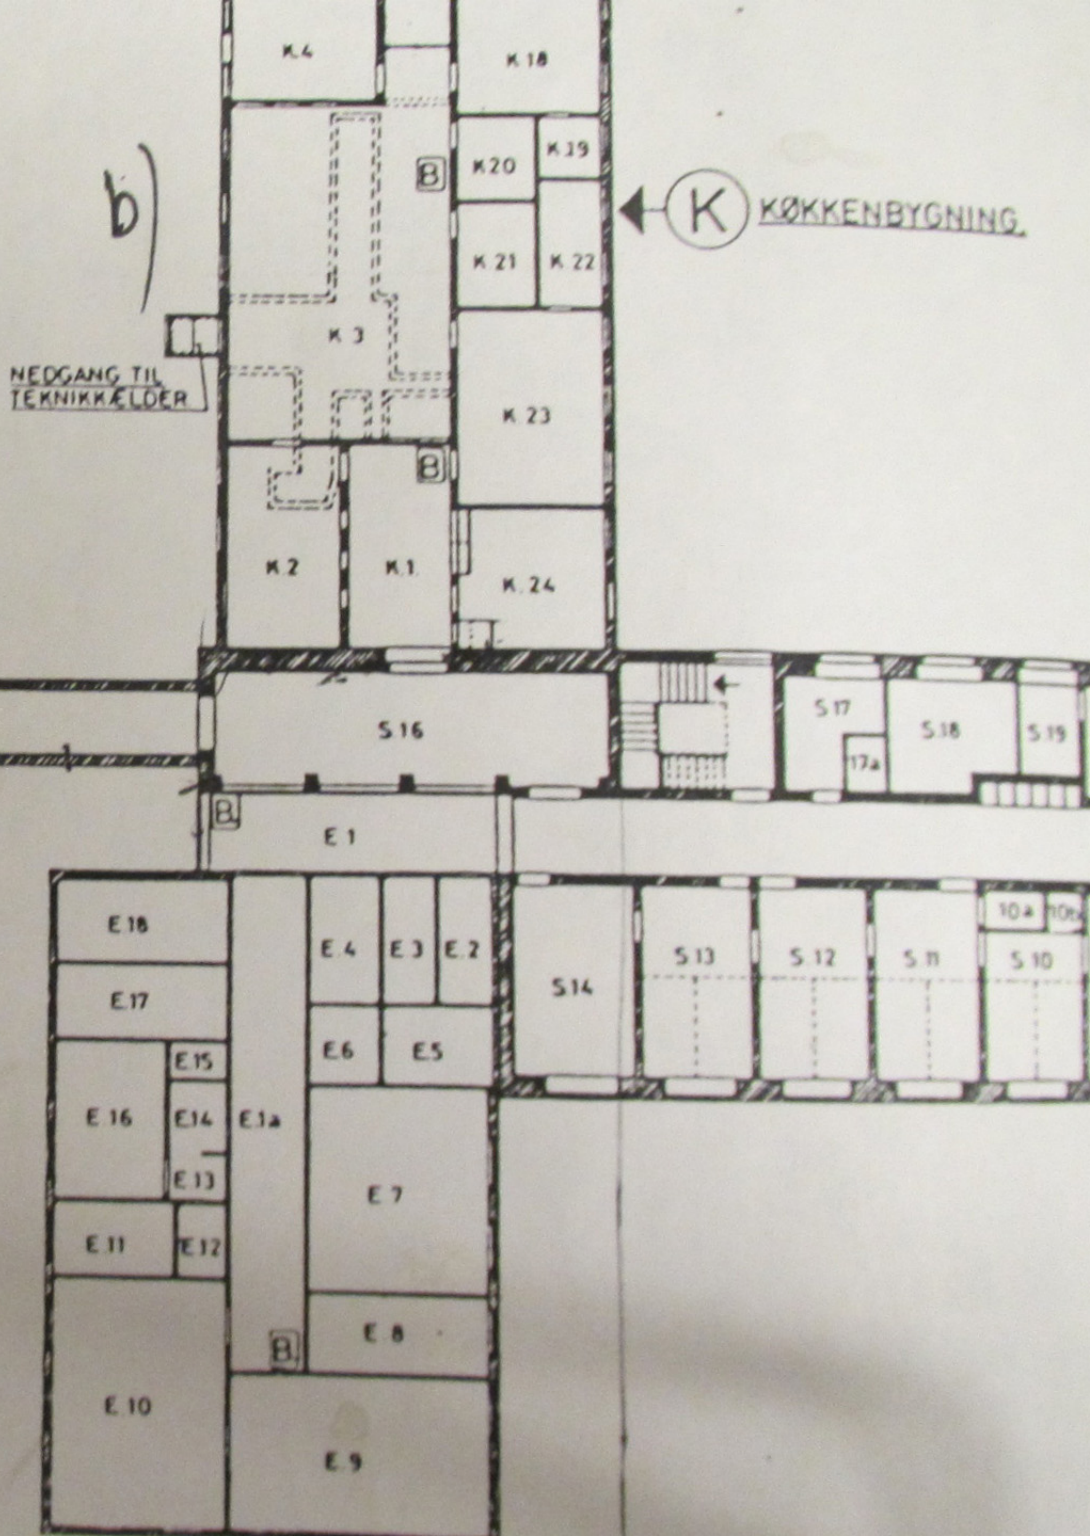 K.4
K.18
K.19
K.20
B
b)
K
KØKKENBYGNING.
K.21
K.22
K 3
NEDGANG TIL
TEKNIKKÆLDER
K.23
B
K.2
K.1.
K.24
S.16
S.17
S.18
S.19
17a
B
E 1
E.18
E.4
E.3
E.2
10a
10b
S.13
S.12
S.11
S.10
S.14
E.17
E.6
E.5
E.15
E.16
E.14
E.1a
E.13
E.7
E.11
E.12
E.8
B
E.10
E.9